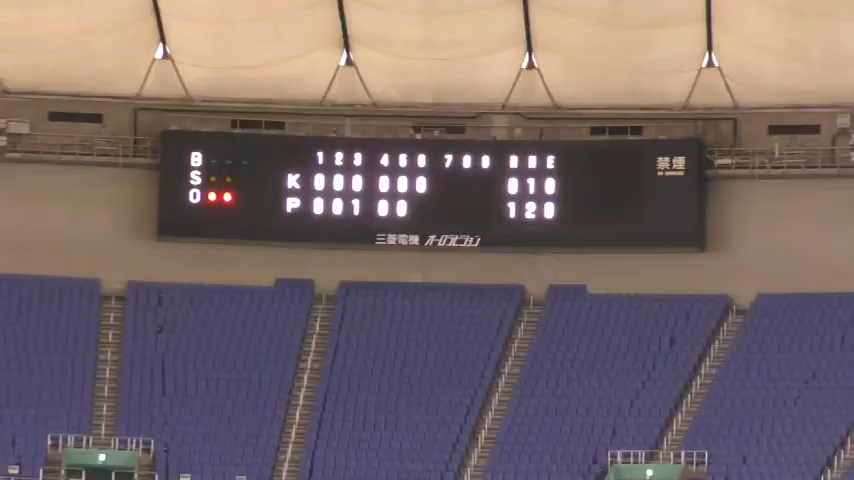 B 1 2 3 4 5 6 7 8 9 R H E 禁煙
S K 0 0 0 0 0 0 0 1 0 NO SMOKING
O P 0 0 1 0 0 1 2 0
三菱電機 オーロラビジョン